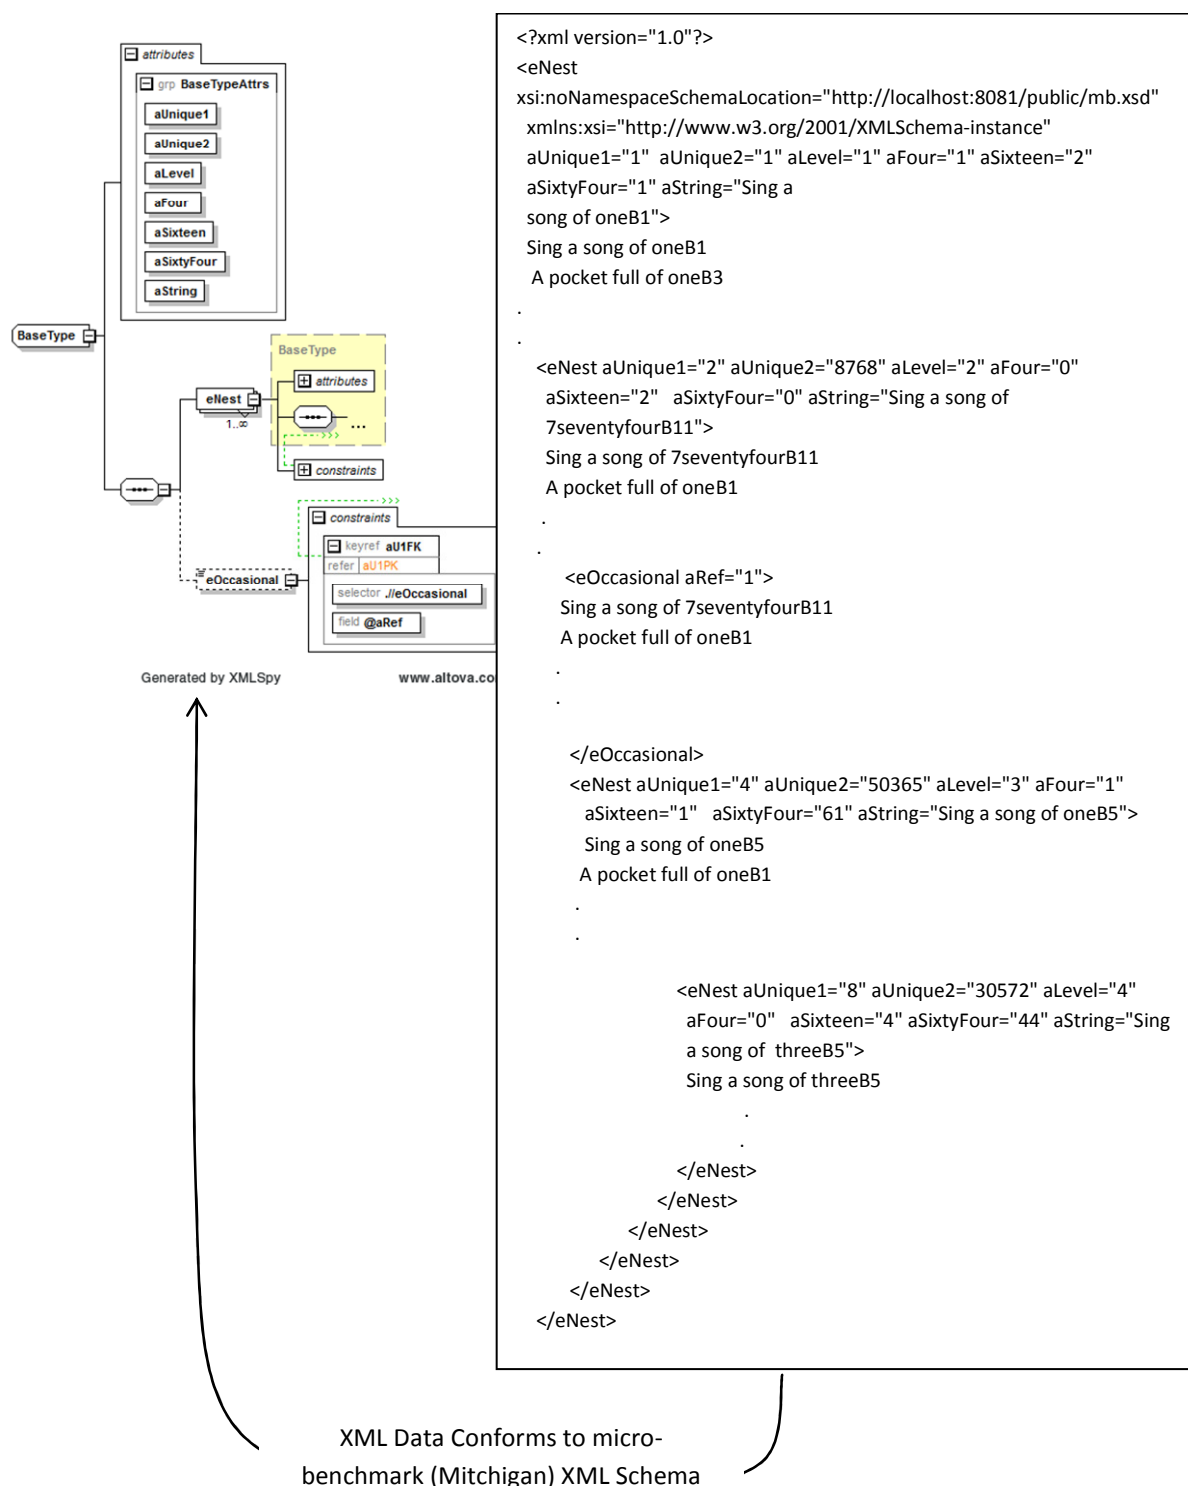 attributes
grp BaseTypeAttrs
aUnique1
aUnique2
aLevel
aFour
aSixteen
aSixtyFour
aString
BaseType
BaseType
attributes
eNest
1..∞
...
constraints
constraints
keyref aU1FK
refer aU1PK
eOccasional
selector .//eOccasional
field @aRef
Generated by XMLSpy
www.altova.co
<?xml version="1.0"?>
<eNest
xsi:noNamespaceSchemaLocation="http://localhost:8081/public/mb.xsd"
xmlns:xsi="http://www.w3.org/2001/XMLSchema-instance"
aUnique1="1" aUnique2="1" aLevel="1" aFour="1" aSixteen="2"
aSixtyFour="1" aString="Sing a
song of oneB1">
Sing a song of oneB1
A pocket full of oneB3
.
.
<eNest aUnique1="2" aUnique2="8768" aLevel="2" aFour="0"
aSixteen="2" aSixtyFour="0" aString="Sing a song of
7seventyfourB11">
Sing a song of 7seventyfourB11
A pocket full of oneB1
.
.
<eOccasional aRef="1">
Sing a song of 7seventyfourB11
A pocket full of oneB1
.
.
</eOccasional>
<eNest aUnique1="4" aUnique2="50365" aLevel="3" aFour="1"
aSixteen="1" aSixtyFour="61" aString="Sing a song of oneB5">
Sing a song of oneB5
A pocket full of oneB1
.
.
<eNest aUnique1="8" aUnique2="30572" aLevel="4"
aFour="0" aSixteen="4" aSixtyFour="44" aString="Sing
a song of threeB5">
Sing a song of threeB5
.
.
</eNest>
</eNest>
</eNest>
</eNest>
</eNest>
</eNest>
XML Data Conforms to micro-
benchmark (Mitchigan) XML Schema